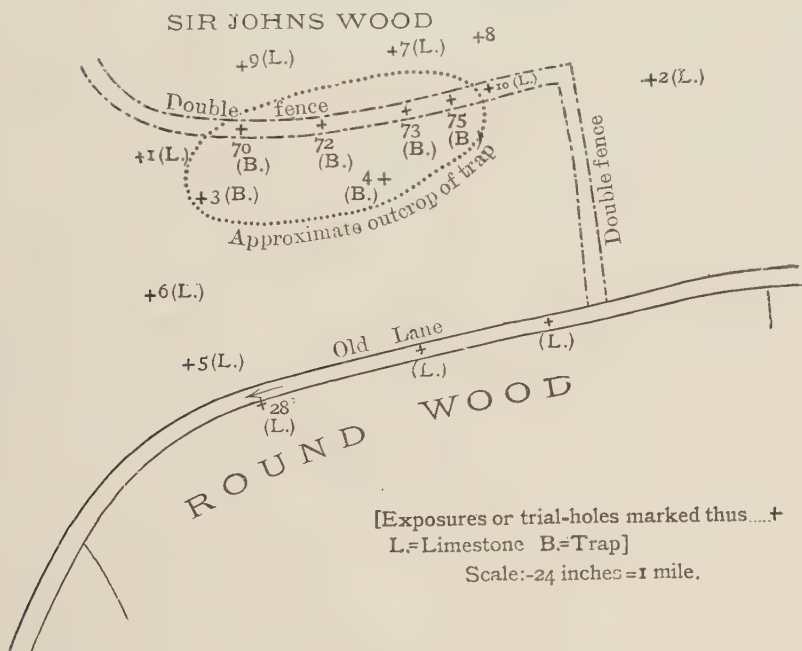 SIR JOHNS WOOD
+9(L.)
+7(L.)
+8
Double fence
+10(L.)
+2(L.)
+1(L.)
70
(B.)
72
(B.)
73
(B.)
75
(B.)
+3(B.)
4+
(B.)
Approximate outcrop of trap
Double fence
+6(L.)
Old Lane
+5(L.)
(L.)
(L.)
+28
(L.)
ROUND WOOD
[Exposures or trial-holes marked thus.....+
L.=Limestone B.=Trap]
Scale:-24 inches=1 mile.